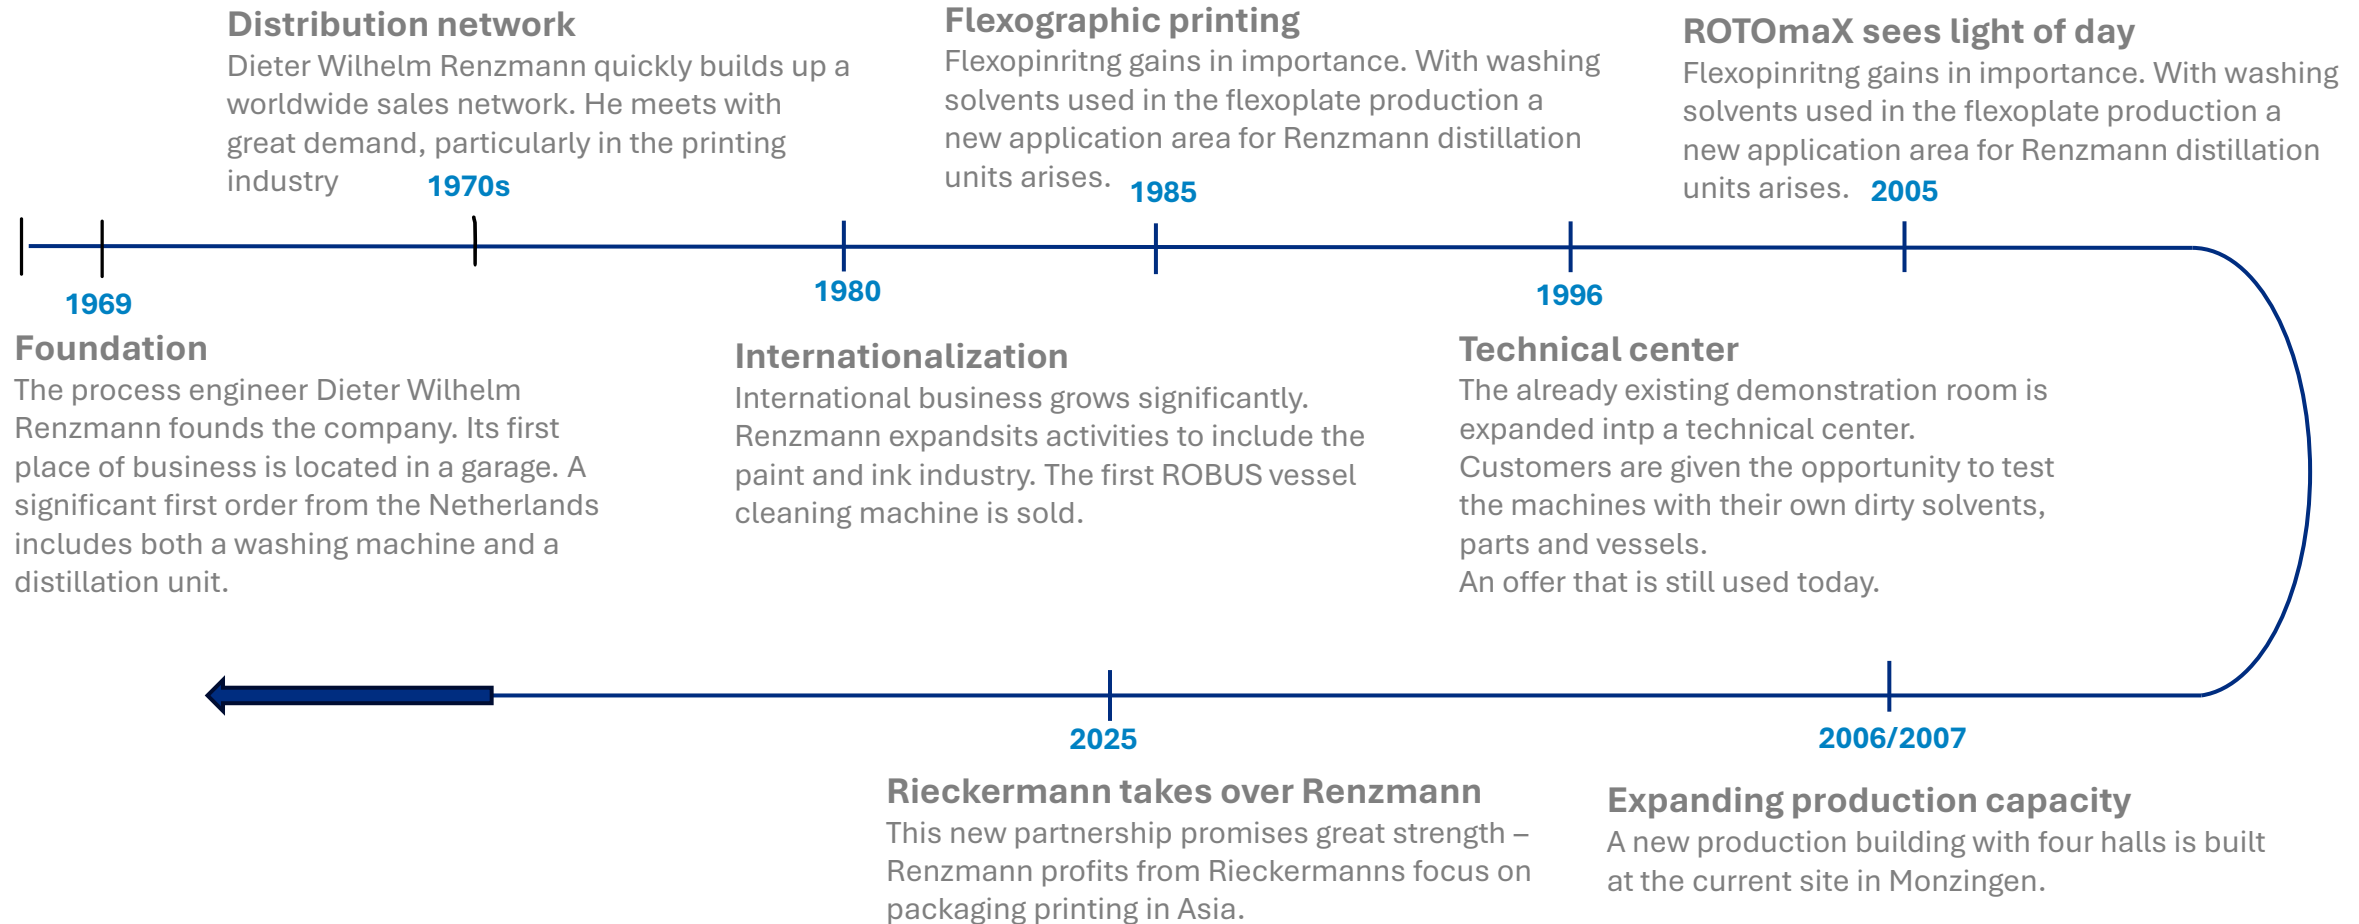 Distribution network
Dieter Wilhelm Renzmann quickly builds up a
worldwide sales network. He meets with
great demand, particularly in the printing
industry
1970s
Flexographic printing
Flexopinritng gains in importance. With washing
solvents used in the flexoplate production a
new application area for Renzmann distillation
units arises.
1985
ROTOmaX sees light of day
Flexopinritng gains in importance. With washing
solvents used in the flexoplate production a
new application area for Renzmann distillation
units arises.
2005
1969
Foundation
The process engineer Dieter Wilhelm
Renzmann founds the company. Its first
place of business is located in a garage. A
significant first order from the Netherlands
includes both a washing machine and a
distillation unit.
1980
Internationalization
International business grows significantly.
Renzmann expandsits activities to include the
paint and ink industry. The first ROBUS vessel
cleaning machine is sold.
1996
Technical center
The already existing demonstration room is
expanded intp a technical center.
Customers are given the opportunity to test
the machines with their own dirty solvents,
parts and vessels.
An offer that is still used today.
2025
Rieckermann takes over Renzmann
This new partnership promises great strength –
Renzmann profits from Rieckermanns focus on
packaging printing in Asia.
2006/2007
Expanding production capacity
A new production building with four halls is built
at the current site in Monzingen.